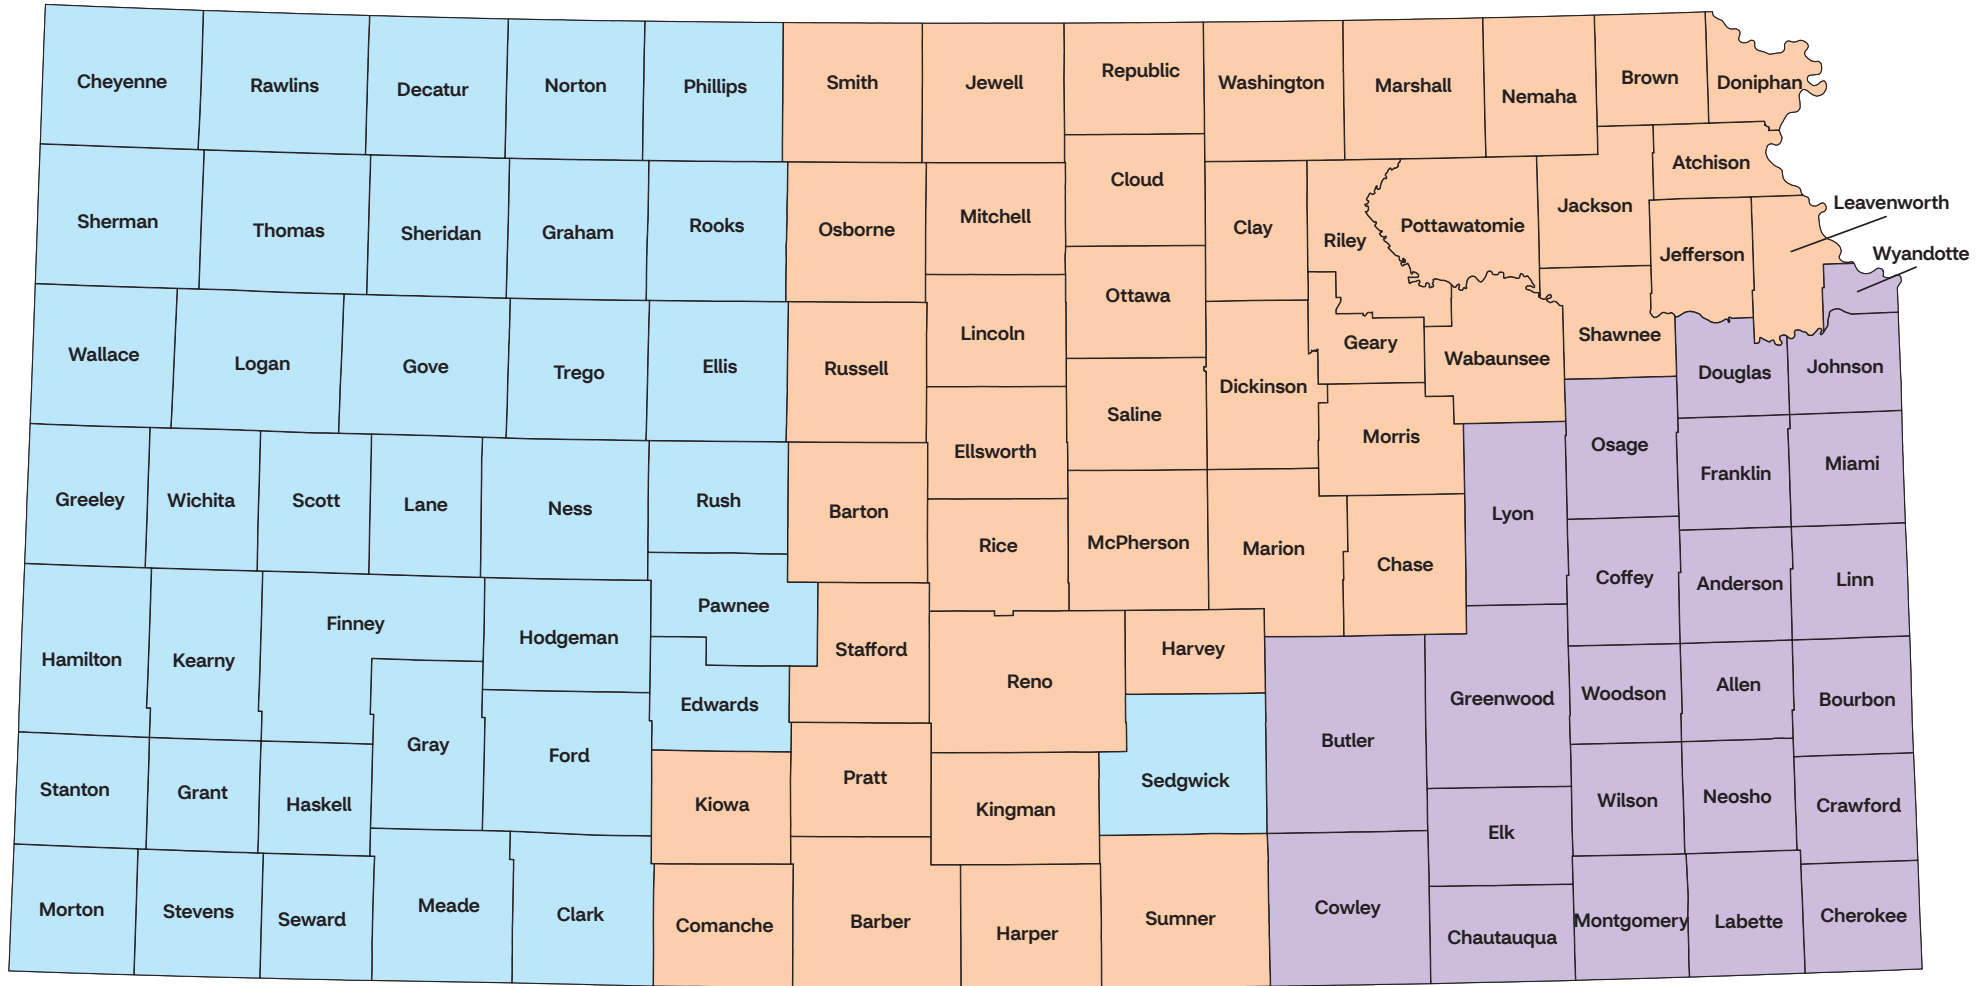 Cheyenne
Rawlins
Decatur
Norton
Phillips
Smith
Jewell
Republic
Washington
Marshall
Nemaha
Brown
Doniphan
Sherman
Thomas
Sheridan
Graham
Rooks
Osborne
Mitchell
Cloud
Clay
Riley
Pottawatomie
Jackson
Atchison
Jefferson
Leavenworth
Wyandotte
Wallace
Logan
Gove
Trego
Ellis
Russell
Lincoln
Ottawa
Saline
Dickinson
Geary
Wabaunsee
Shawnee
Douglas
Johnson
Greeley
Wichita
Scott
Lane
Ness
Rush
Barton
Ellsworth
Rice
McPherson
Marion
Morris
Chase
Lyon
Osage
Franklin
Miami
Coffey
Anderson
Linn
Hamilton
Kearny
Finney
Hodgeman
Pawnee
Edwards
Stafford
Reno
Harvey
Sedgwick
Butler
Greenwood
Woodson
Allen
Bourbon
Stanton
Grant
Haskell
Gray
Ford
Kiowa
Pratt
Kingman
Elk
Wilson
Neosho
Crawford
Morton
Stevens
Seward
Meade
Clark
Comanche
Barber
Harper
Sumner
Cowley
Chautauqua
Montgomery
Labette
Cherokee